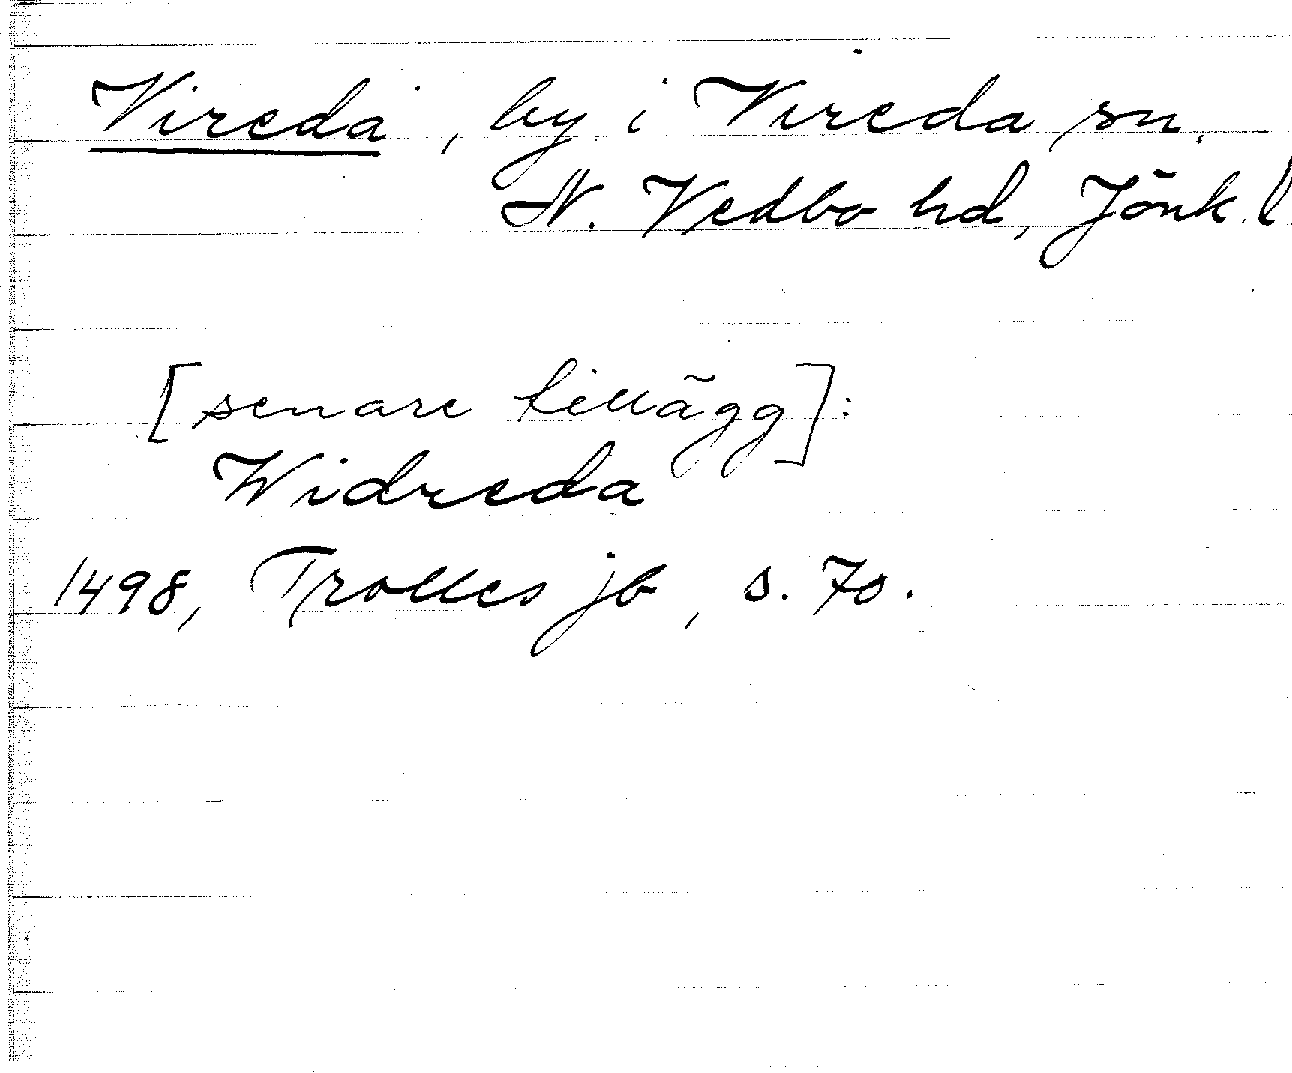 Vireda, by i Vireda sn.
N. Vedbo hd, Jönk. l
[senare tillägg]:
Widreda
1498, Trolles jb, s. 70.